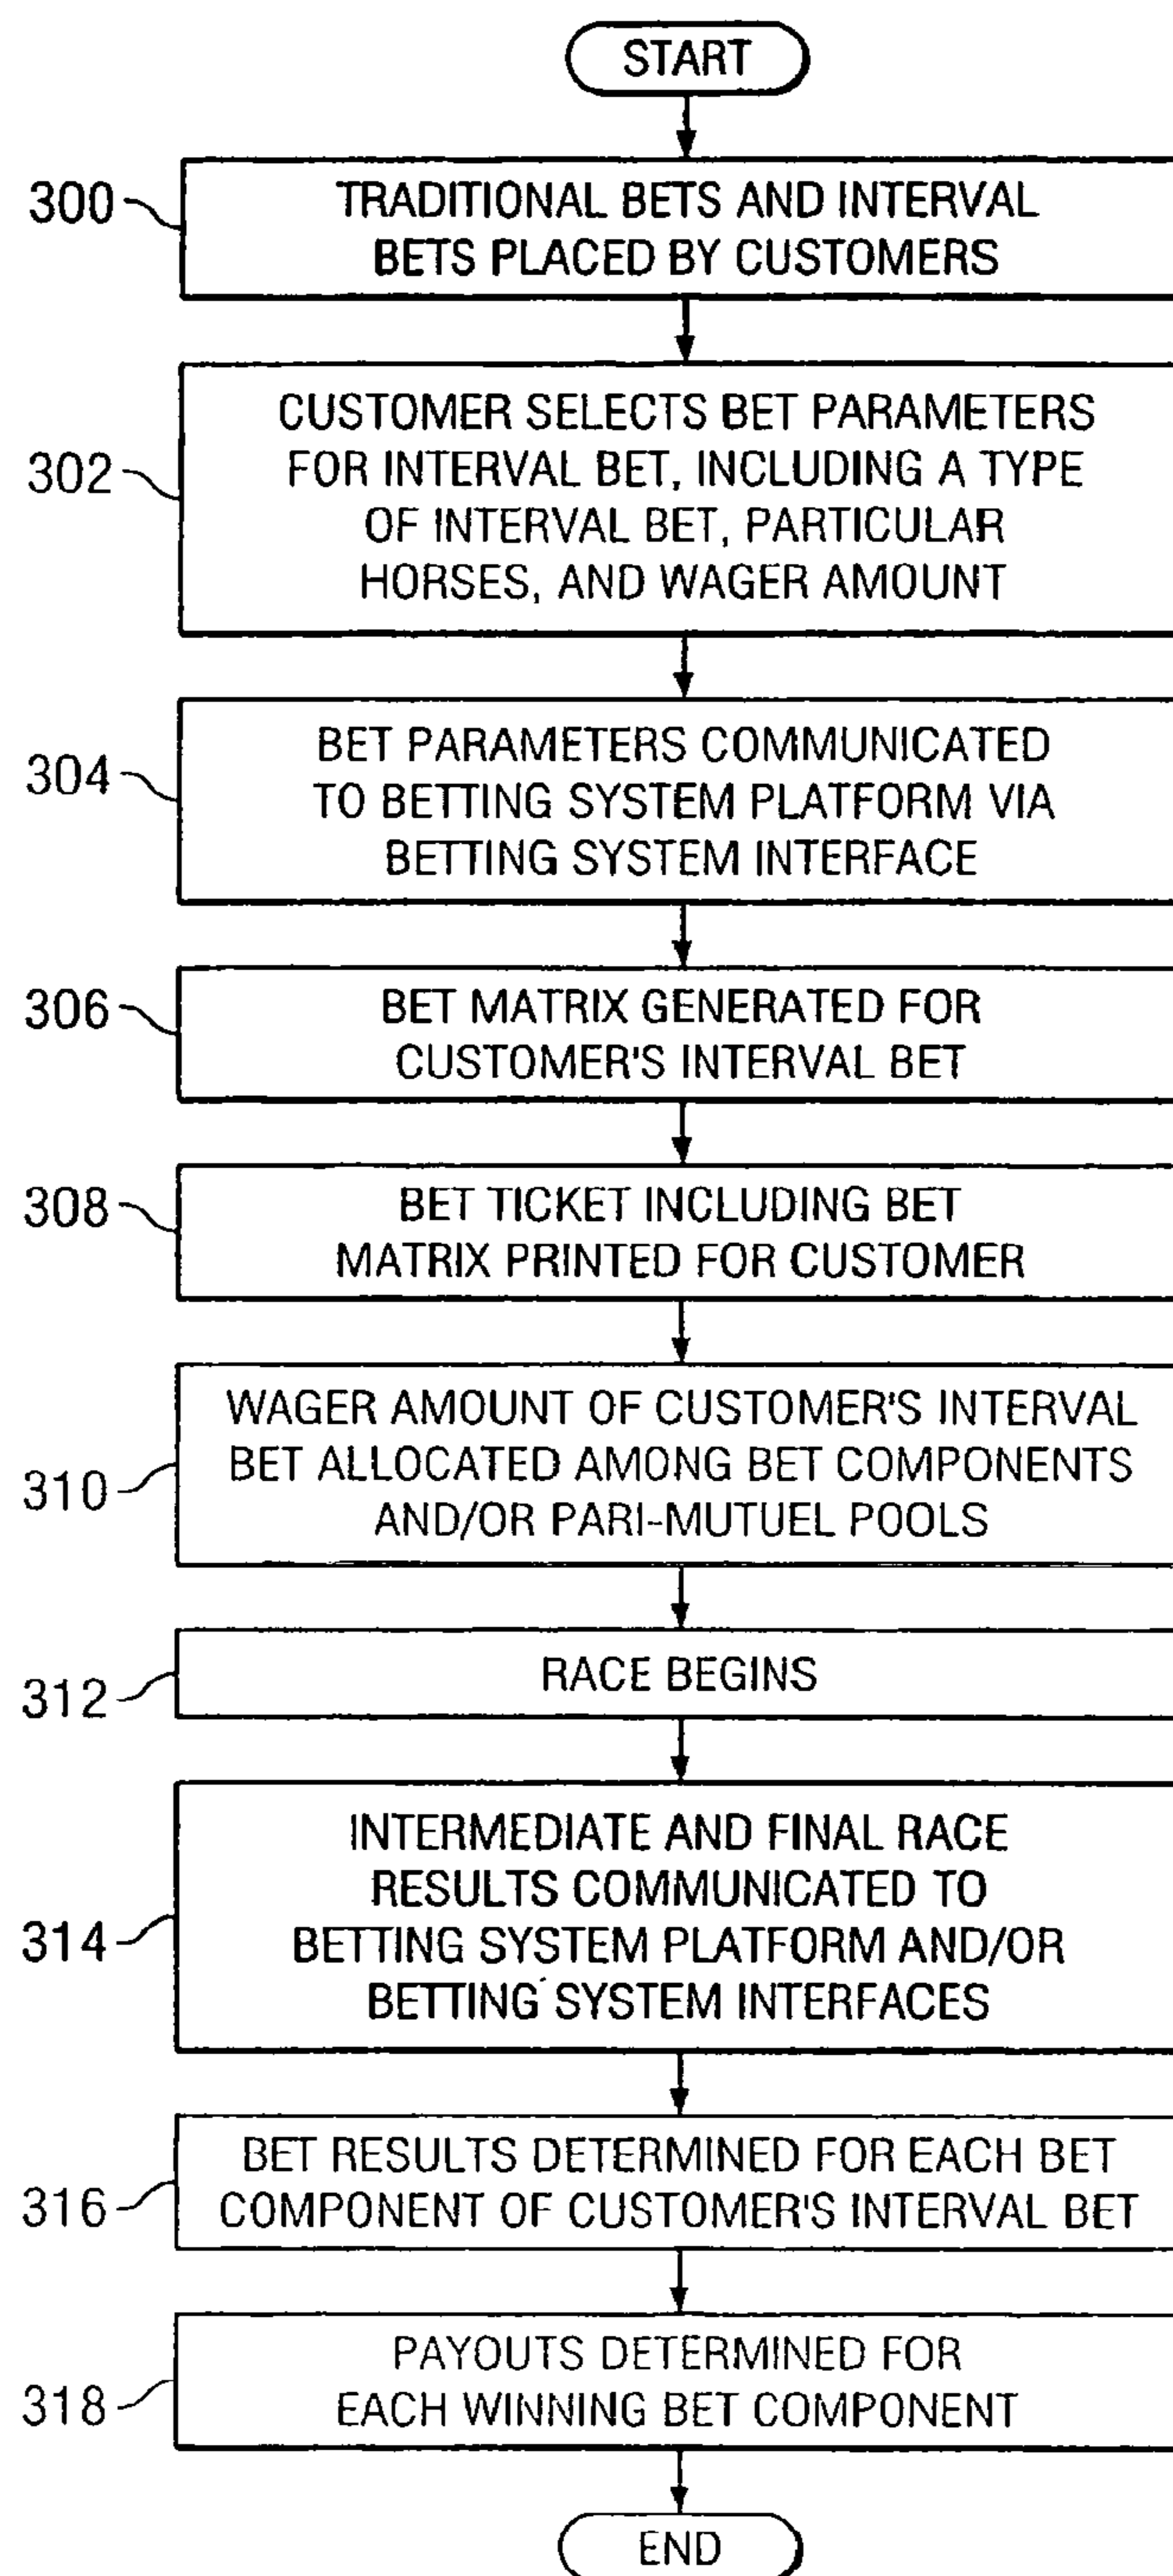 START
300
TRADITIONAL BETS AND INTERVAL
BETS PLACED BY CUSTOMERS
302
CUSTOMER SELECTS BET PARAMETERS
FOR INTERVAL BET, INCLUDING A TYPE
OF INTERVAL BET, PARTICULAR
HORSES, AND WAGER AMOUNT
304
BET PARAMETERS COMMUNICATED
TO BETTING SYSTEM PLATFORM VIA
BETTING SYSTEM INTERFACE
306
BET MATRIX GENERATED FOR
CUSTOMER'S INTERVAL BET
308
BET TICKET INCLUDING BET
MATRIX PRINTED FOR CUSTOMER
310
WAGER AMOUNT OF CUSTOMER'S INTERVAL
BET ALLOCATED AMONG BET COMPONENTS
AND/OR PARI-MUTUEL POOLS
312
RACE BEGINS
314
INTERMEDIATE AND FINAL RACE
RESULTS COMMUNICATED TO
BETTING SYSTEM PLATFORM AND/OR
BETTING SYSTEM INTERFACES
316
BET RESULTS DETERMINED FOR EACH BET
COMPONENT OF CUSTOMER'S INTERVAL BET
318
PAYOUTS DETERMINED FOR
EACH WINNING BET COMPONENT
END